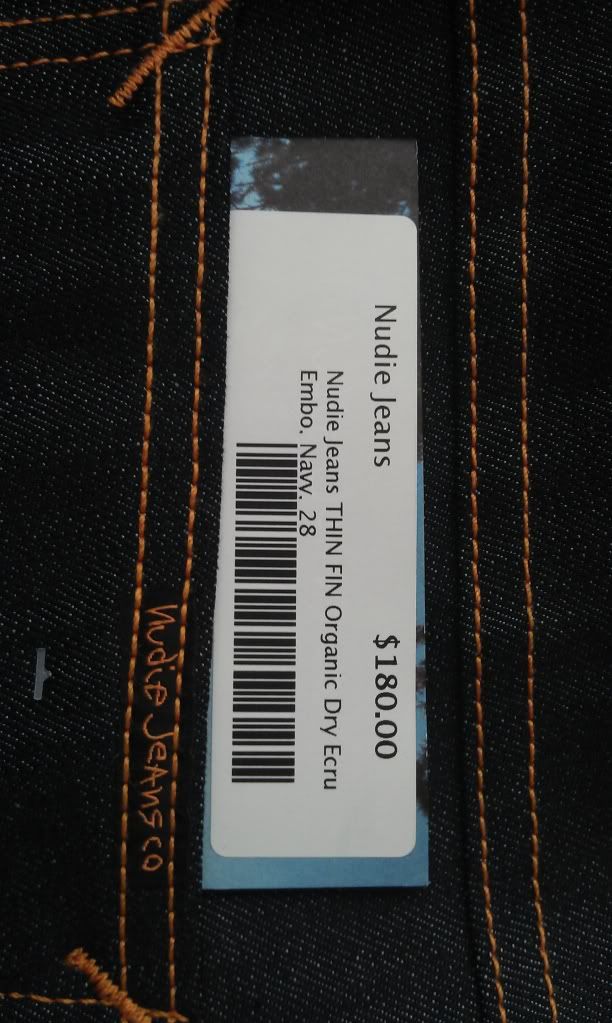 Nudie Jeans
$180.00
Nudie Jeans THIN FIN Organic Dry Ecru
Embo, Navy, 28
nudie JEANS CO